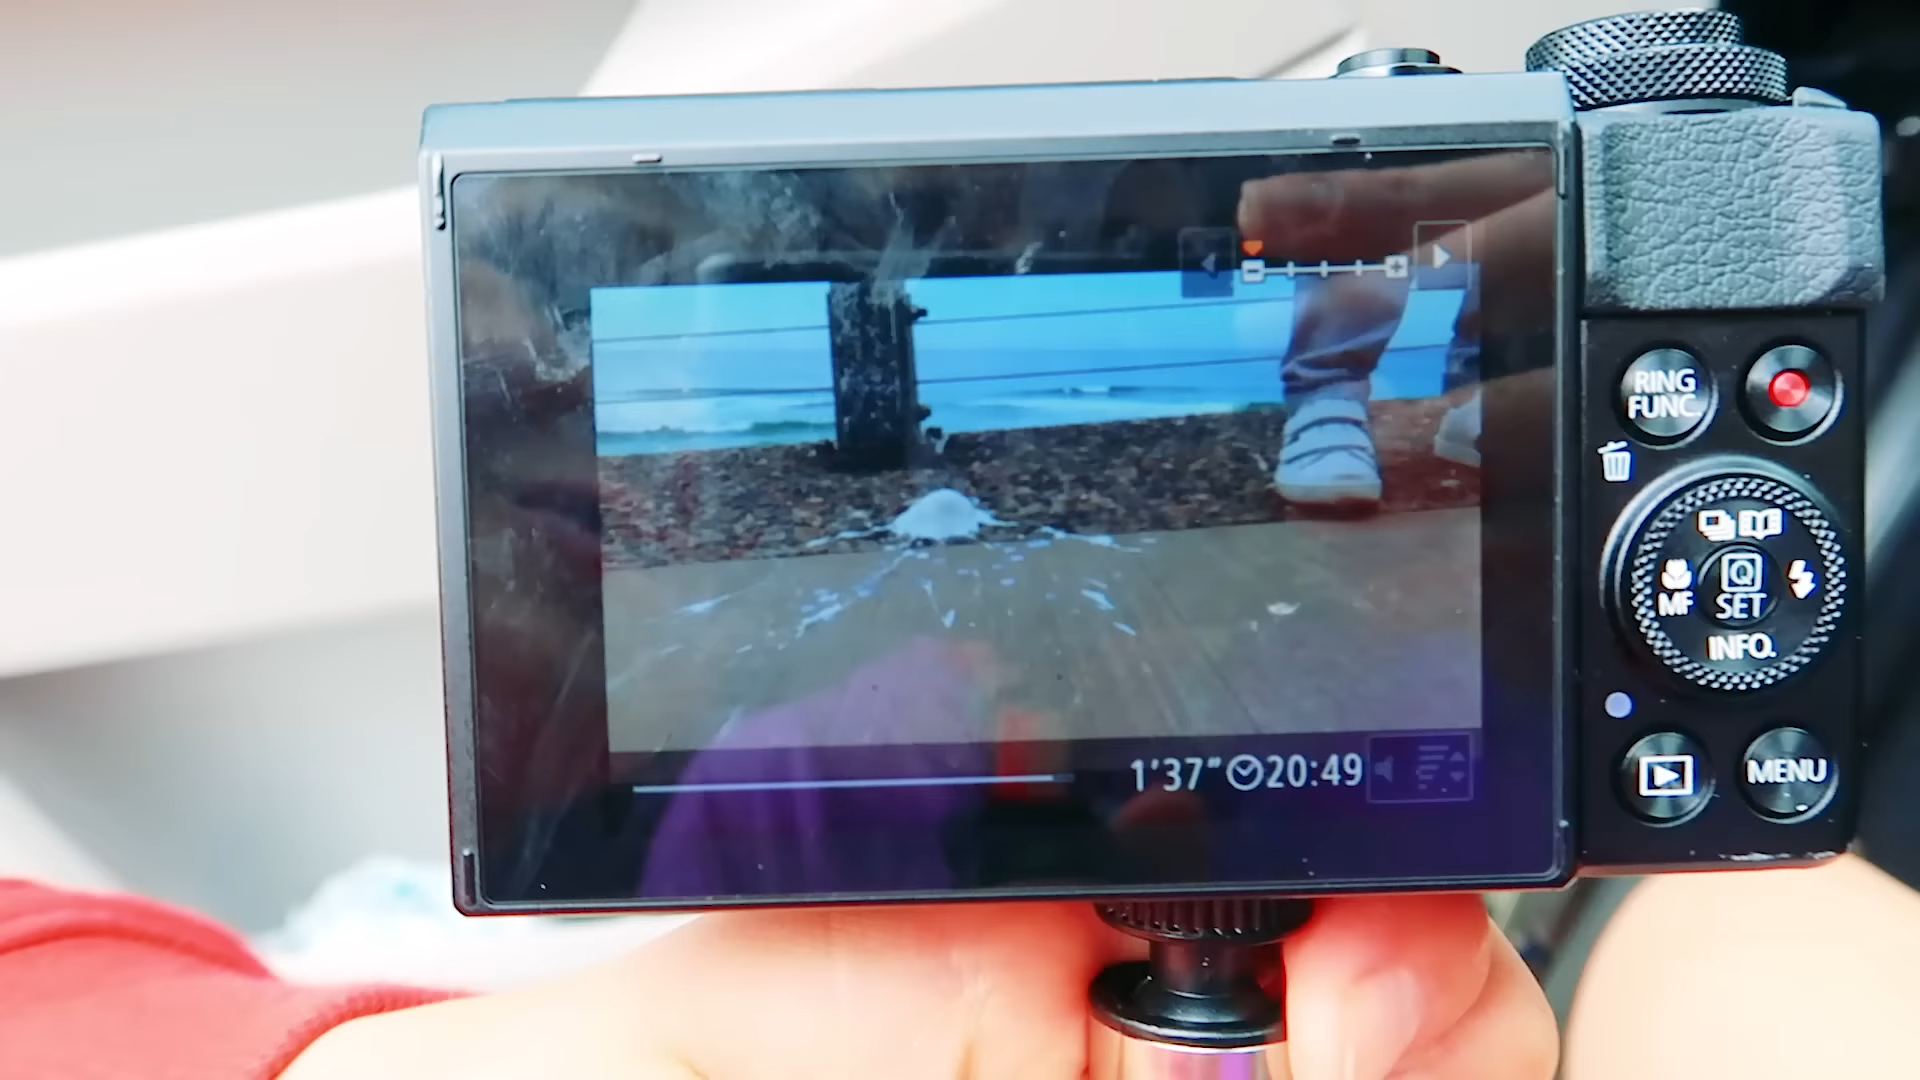 RING
FUNC.
MF
Q
SET
INFO.
1'37" 20:49
MENU